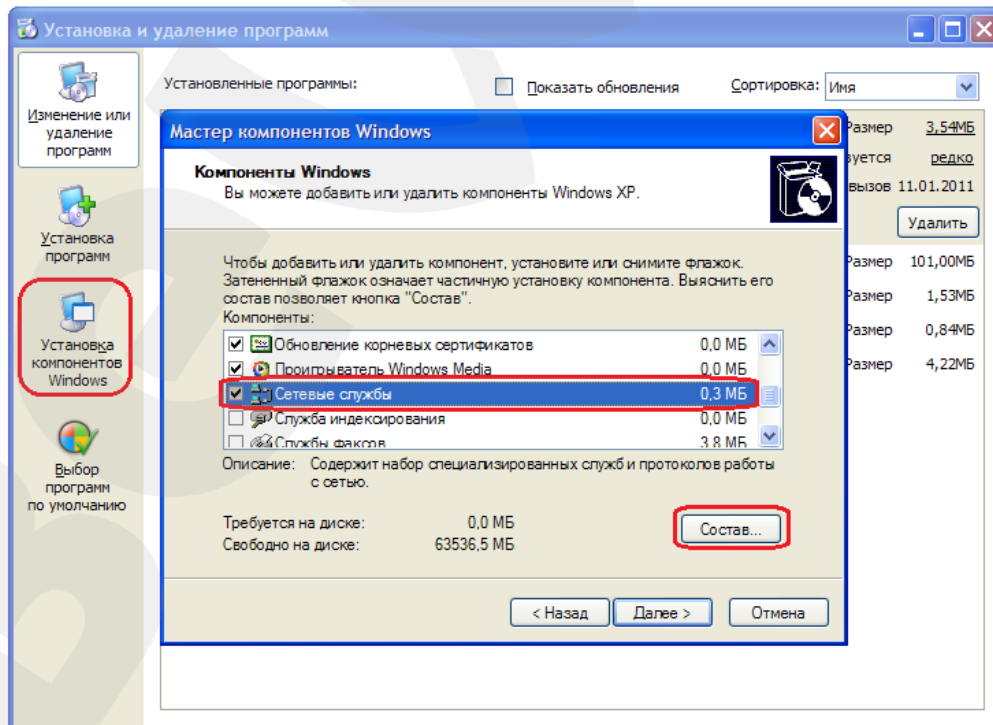 Установка и удаление программ
Изменение или
удаление
программ
Установка
программ
Установка
компонентов
Windows
Выбор
программ
по умолчанию
Установленные программы:
Показать обновления
Сортировка:
Имя
Размер 3,54МБ
зуется редко
вызов 11.01.2011
Удалить
Размер 101,00МБ
Размер 1,53МБ
Размер 0,84МБ
Размер 4,22МБ
Мастер компонентов Windows
Компоненты Windows
Вы можете добавить или удалить компоненты Windows XP.
Чтобы добавить или удалить компонент, установите или снимите флажок.
Затененный флажок означает частичную установку компонента. Выяснить его
состав позволяет кнопка "Состав".
Компоненты:
Обновление корневых сертификатов 0,0 МБ
Проигрыватель Windows Media 0,0 МБ
Сетевые службы 0,3 МБ
Служба индексирования 0,0 МБ
Службы факсов 3,8 МБ
Описание: Содержит набор специализированных служб и протоколов работы
с сетью.
Требуется на диске: 0,0 МБ
Свободно на диске: 63536,5 МБ
Состав...
< Назад
Далее >
Отмена